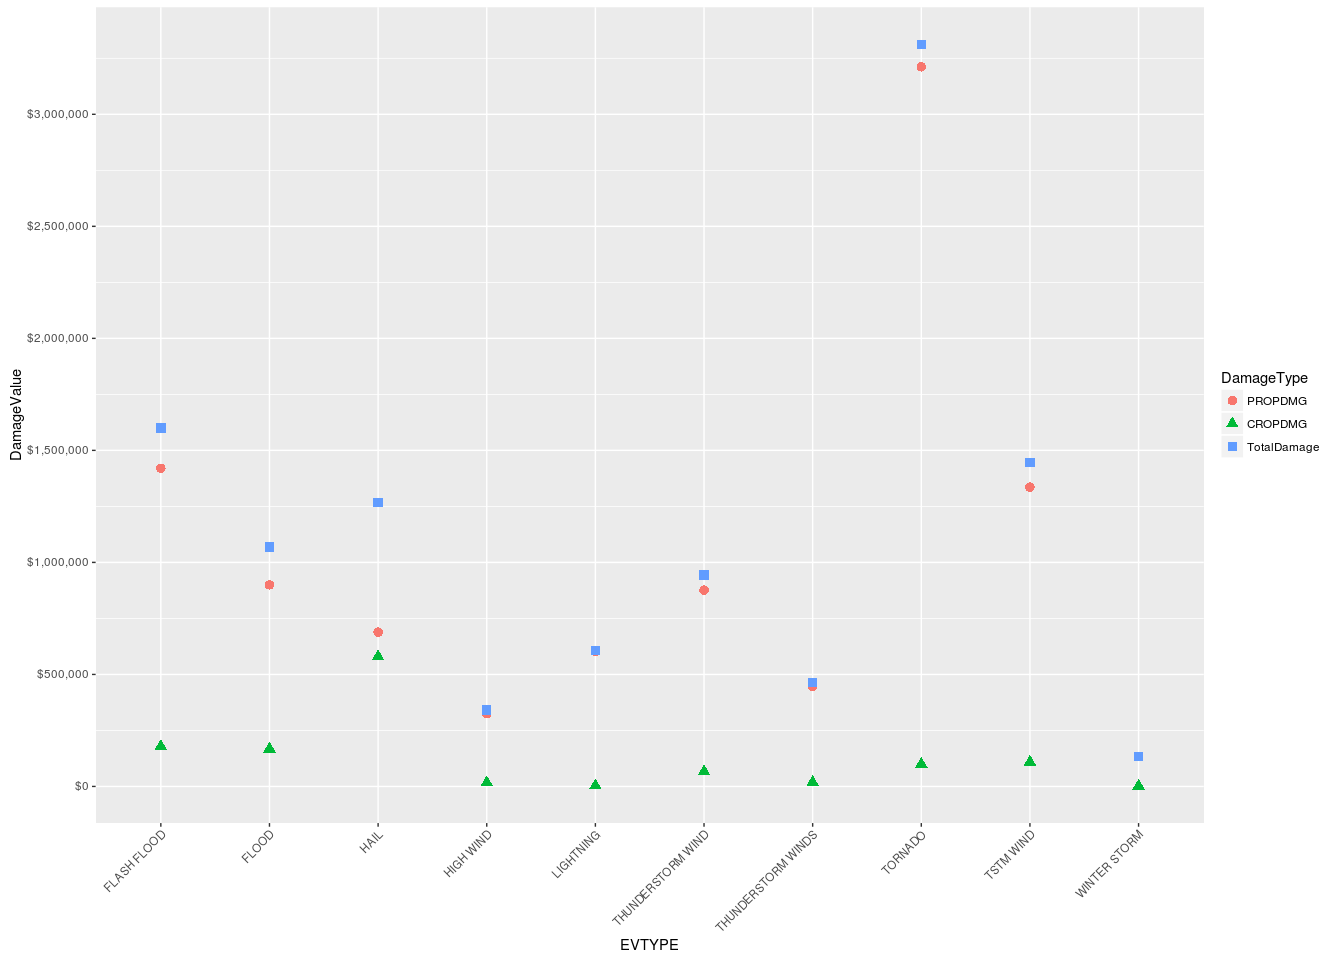 $3,000,000
$2,500,000
$2,000,000
$1,500,000
$1,000,000
$500,000
$0
DamageValue
FLASH FLOOD
FLOOD
HAIL
HIGH WIND
LIGHTNING
THUNDERSTORM WIND
THUNDERSTORM WINDS
TORNADO
TSTM WIND
WINTER STORM
EVTYPE
DamageType
PROPDMG
CROPDMG
TotalDamage